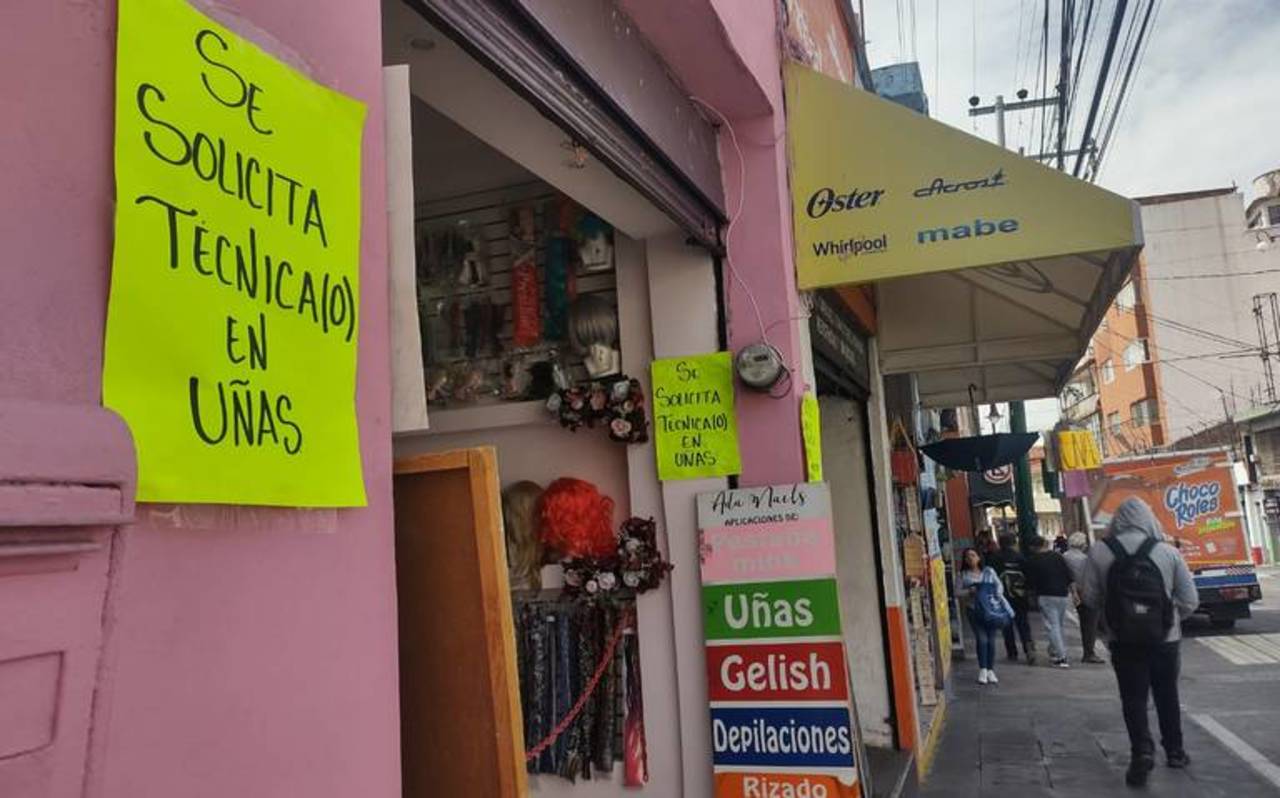 SE
SOLICITA
TÉCNICA(O)
EN
UÑAS
SE
SOLICITA
TÉCNICA(O)
EN
UÑAS
Oster
Acros
Whirlpool
mabe
Ada Nails
APLICACIONES DE:
Uñas
Gelish
Depilaciones
Rizado
Choco
Roles